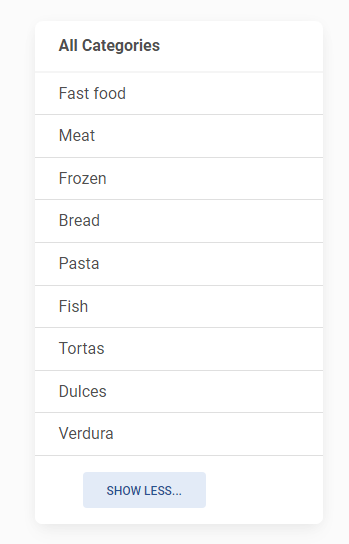 All Categories
Fast food
Meat
Frozen
Bread
Pasta
Fish
Tortas
Dulces
Verdura
SHOW LESS...